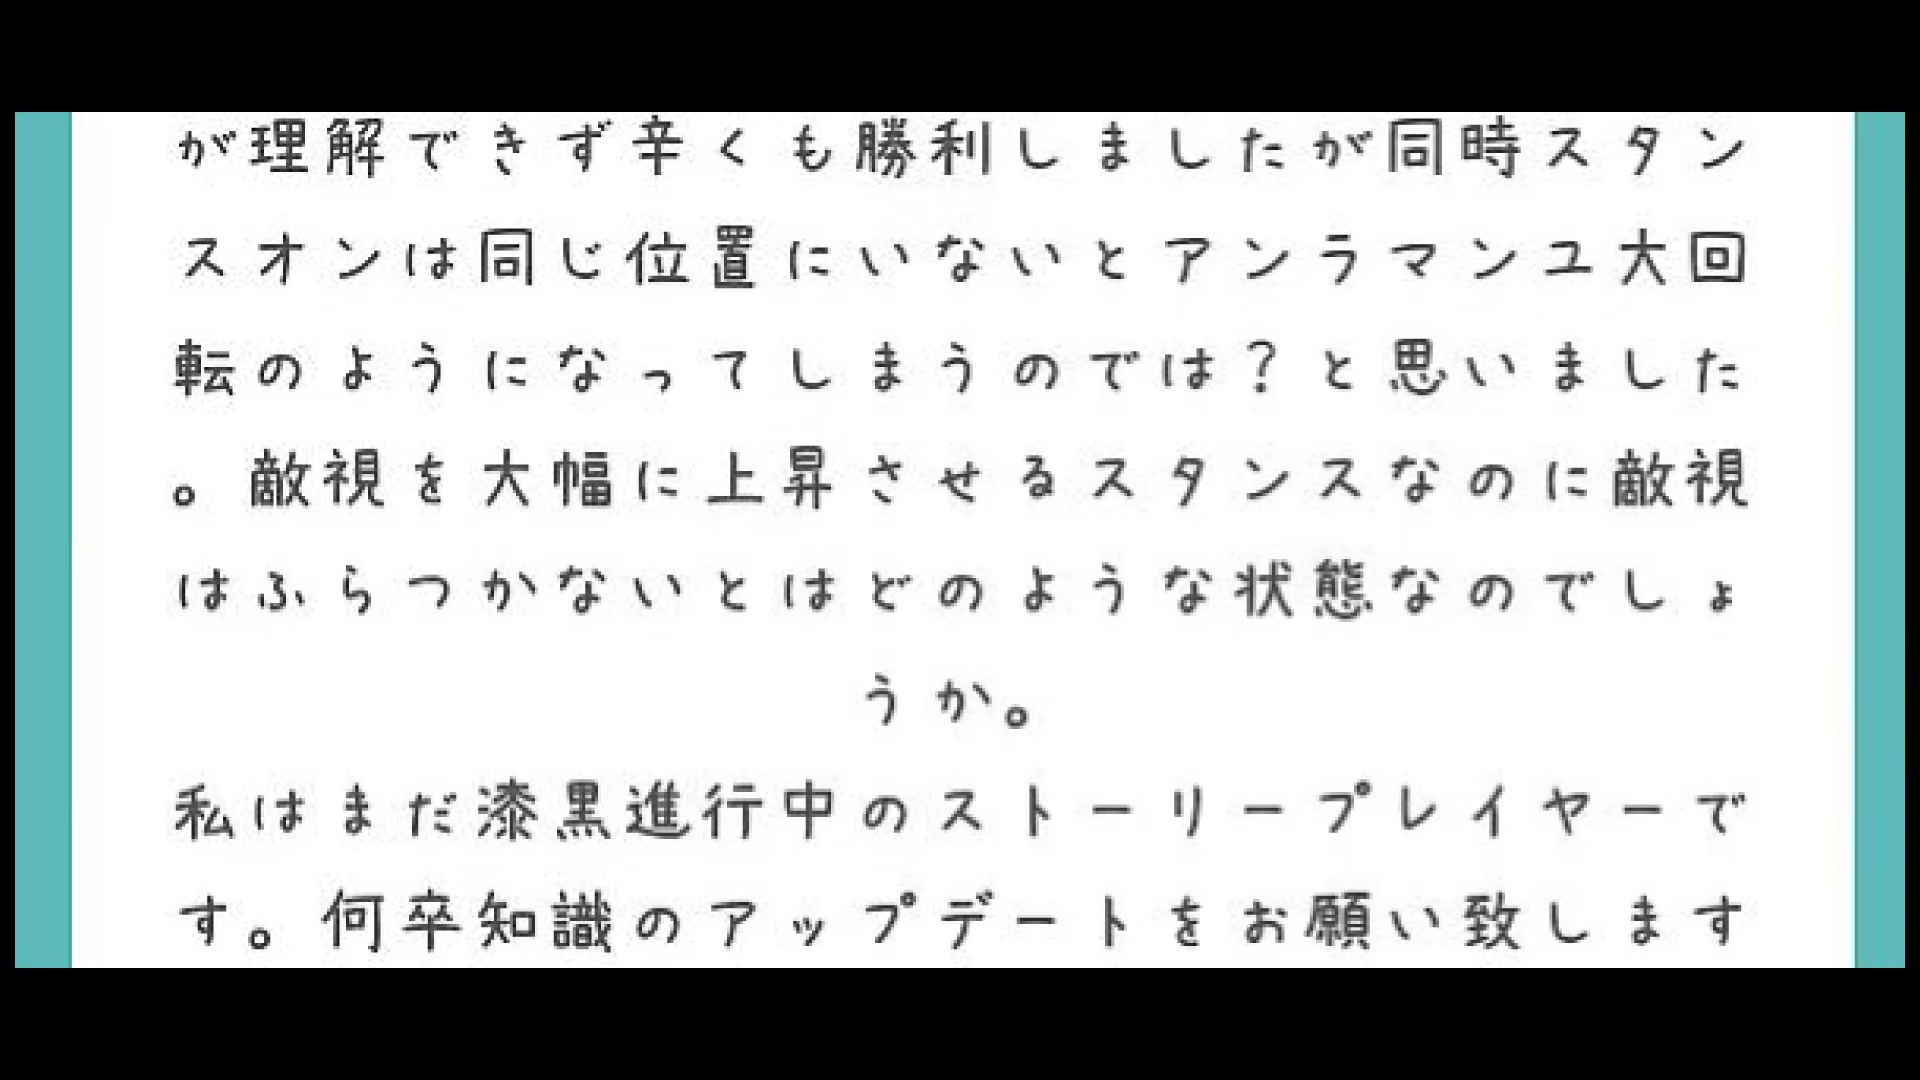 が理解できず辛くも勝利しましたが同時スタン
スオンは同じ位置にいないとアンラマンユ大回
転のようになってしまうのでは？と思いました
。敵視を大幅に上昇させるスタンスなのに敵視
はふらつかないとはどのような状態なのでしょ
うか。
私はまだ漆黒進行中のストーリープレイヤーで
す。何卒知識のアップデートをお願い致します